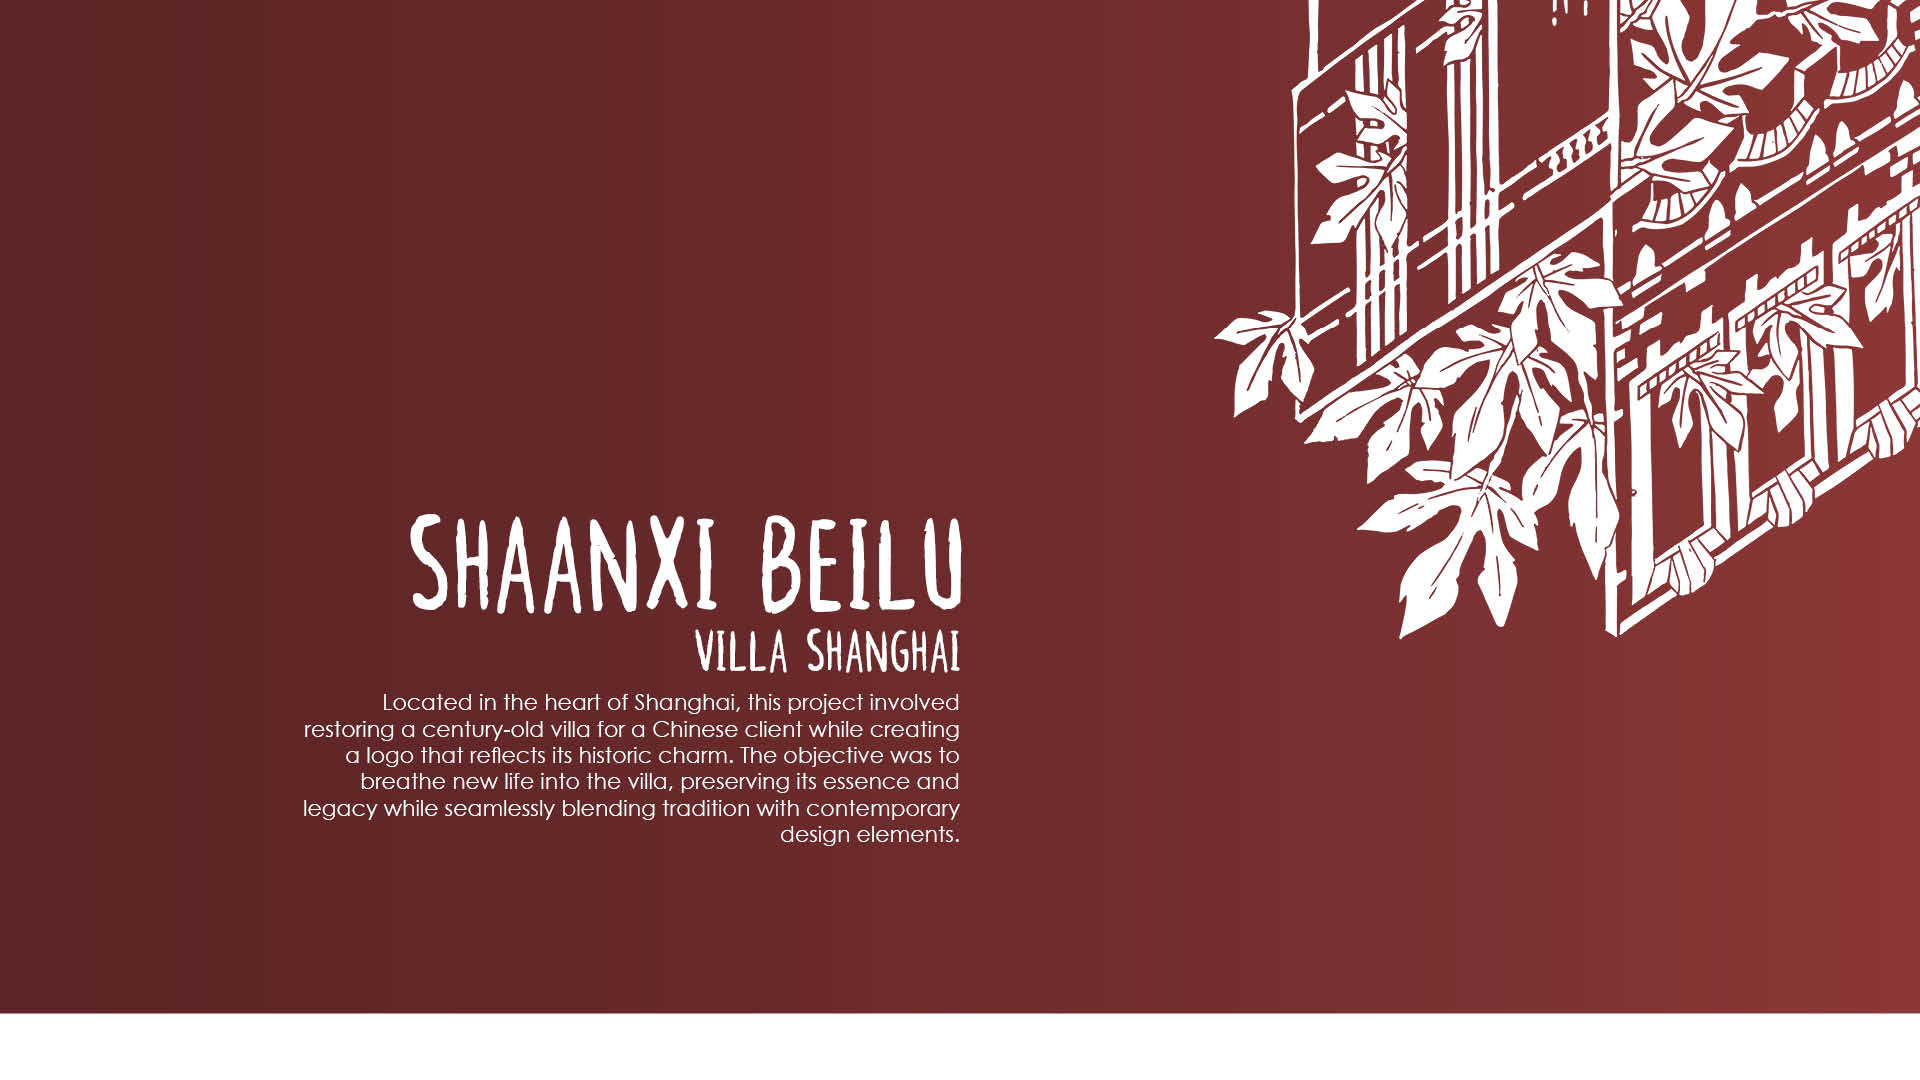 SHAANXI BEILU
VILLA SHANGHAI
Located in the heart of Shanghai, this project involved
restoring a century-old villa for a Chinese client while creating
a logo that reflects its historic charm. The objective was to
breathe new life into the villa, preserving its essence and
legacy while seamlessly blending tradition with contemporary
design elements.